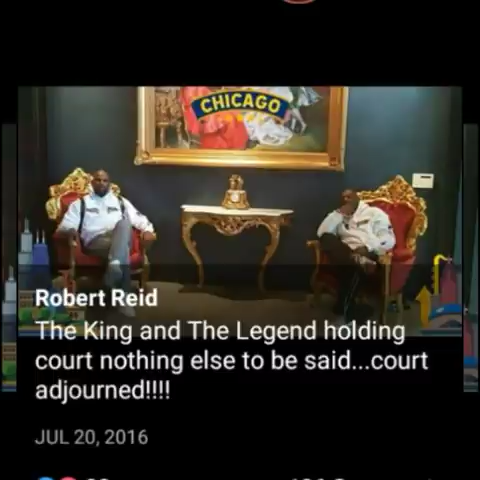 CHICAGO
Robert Reid
The King and The Legend holding
court nothing else to be said...court
adjourned!!!!
JUL 20, 2016